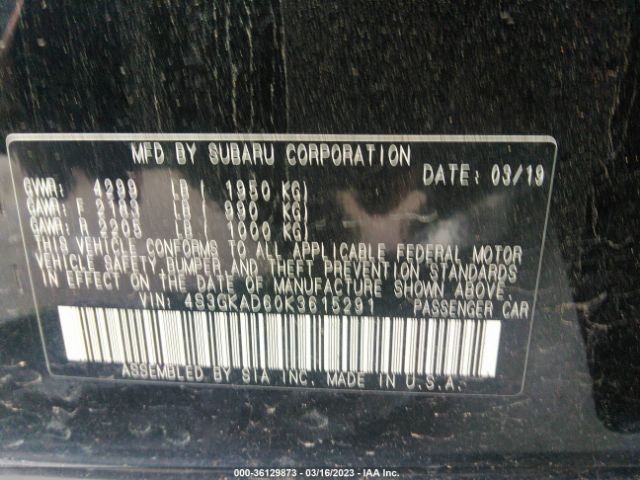 MFD BY SUBARU CORPORATION
DATE: 03/19
GVWR: 4299 LB ( 1950 KG)
GAWR: F 2183 LB ( 990 KG)
GAWR: R 2205 LB ( 1000 KG)
THIS VEHICLE CONFORMS TO ALL APPLICABLE FEDERAL MOTOR
VEHICLE SAFETY, BUMPER AND THEFT PREVENTION STANDARDS
IN EFFECT ON THE DATE OF MANUFACTURE SHOWN ABOVE.
VIN: 4S3GKAD60K3615291 PASSENGER CAR
ASSEMBLED BY SIA INC. MADE IN U.S.A.
000-36129873 — 03/16/2023 — IAA Inc.